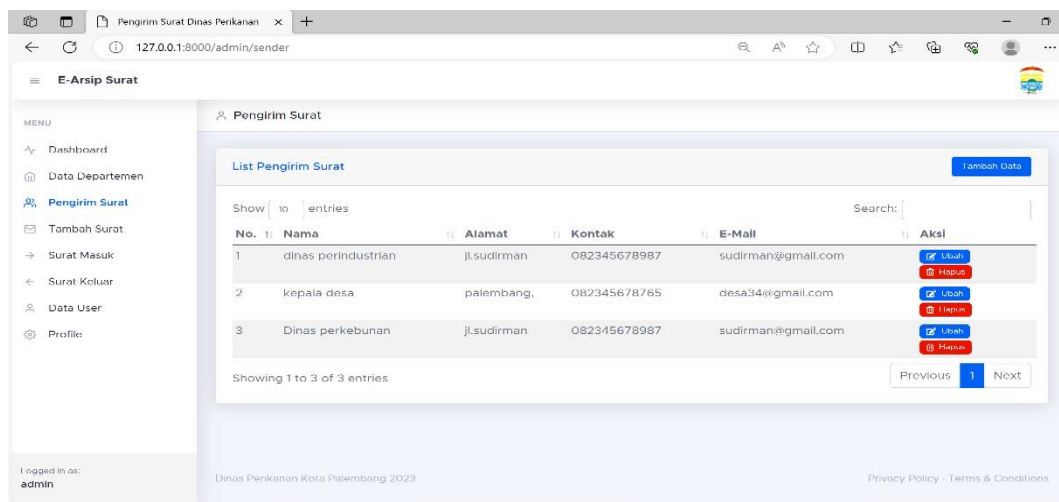 Pengirim Surat Dinas Perikanan
127.0.0.1:8000/admin/sender
E-Arsip Surat
MENU
Dashboard
Data Departemen
Pengirim Surat
Tambah Surat
Surat Masuk
Surat Keluar
Data User
Profile
Logged in as:
admin
Pengirim Surat
List Pengirim Surat
Tambah Data
Show 10 entries
Search:
No. Nama Alamat Kontak E-Mail Aksi
1 dinas perindustrian jl.sudirman 082345678987 sudirman@gmail.com Ubah
Hapus
2 kepala desa palembang, 082345678765 desa34@gmail.com Ubah
Hapus
3 Dinas perkebunan jl.sudirman 082345678987 sudirman@gmail.com Ubah
Hapus
Showing 1 to 3 of 3 entries
Previous 1 Next
Dinas Perikanan Kota Palembang 2023
Privacy Policy · Terms & Conditions